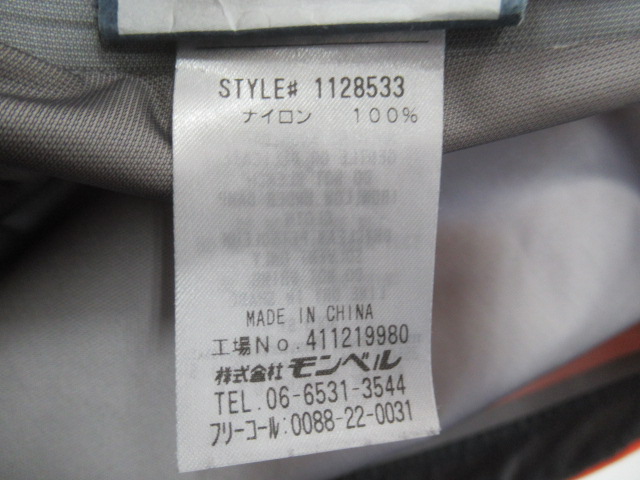 STYLE# 1128533
ナイロン 100%
MADE IN CHINA
工場No.411219980
株式会社 モンベル
TEL.06-6531-3544
フリーコール:0088-22-0031